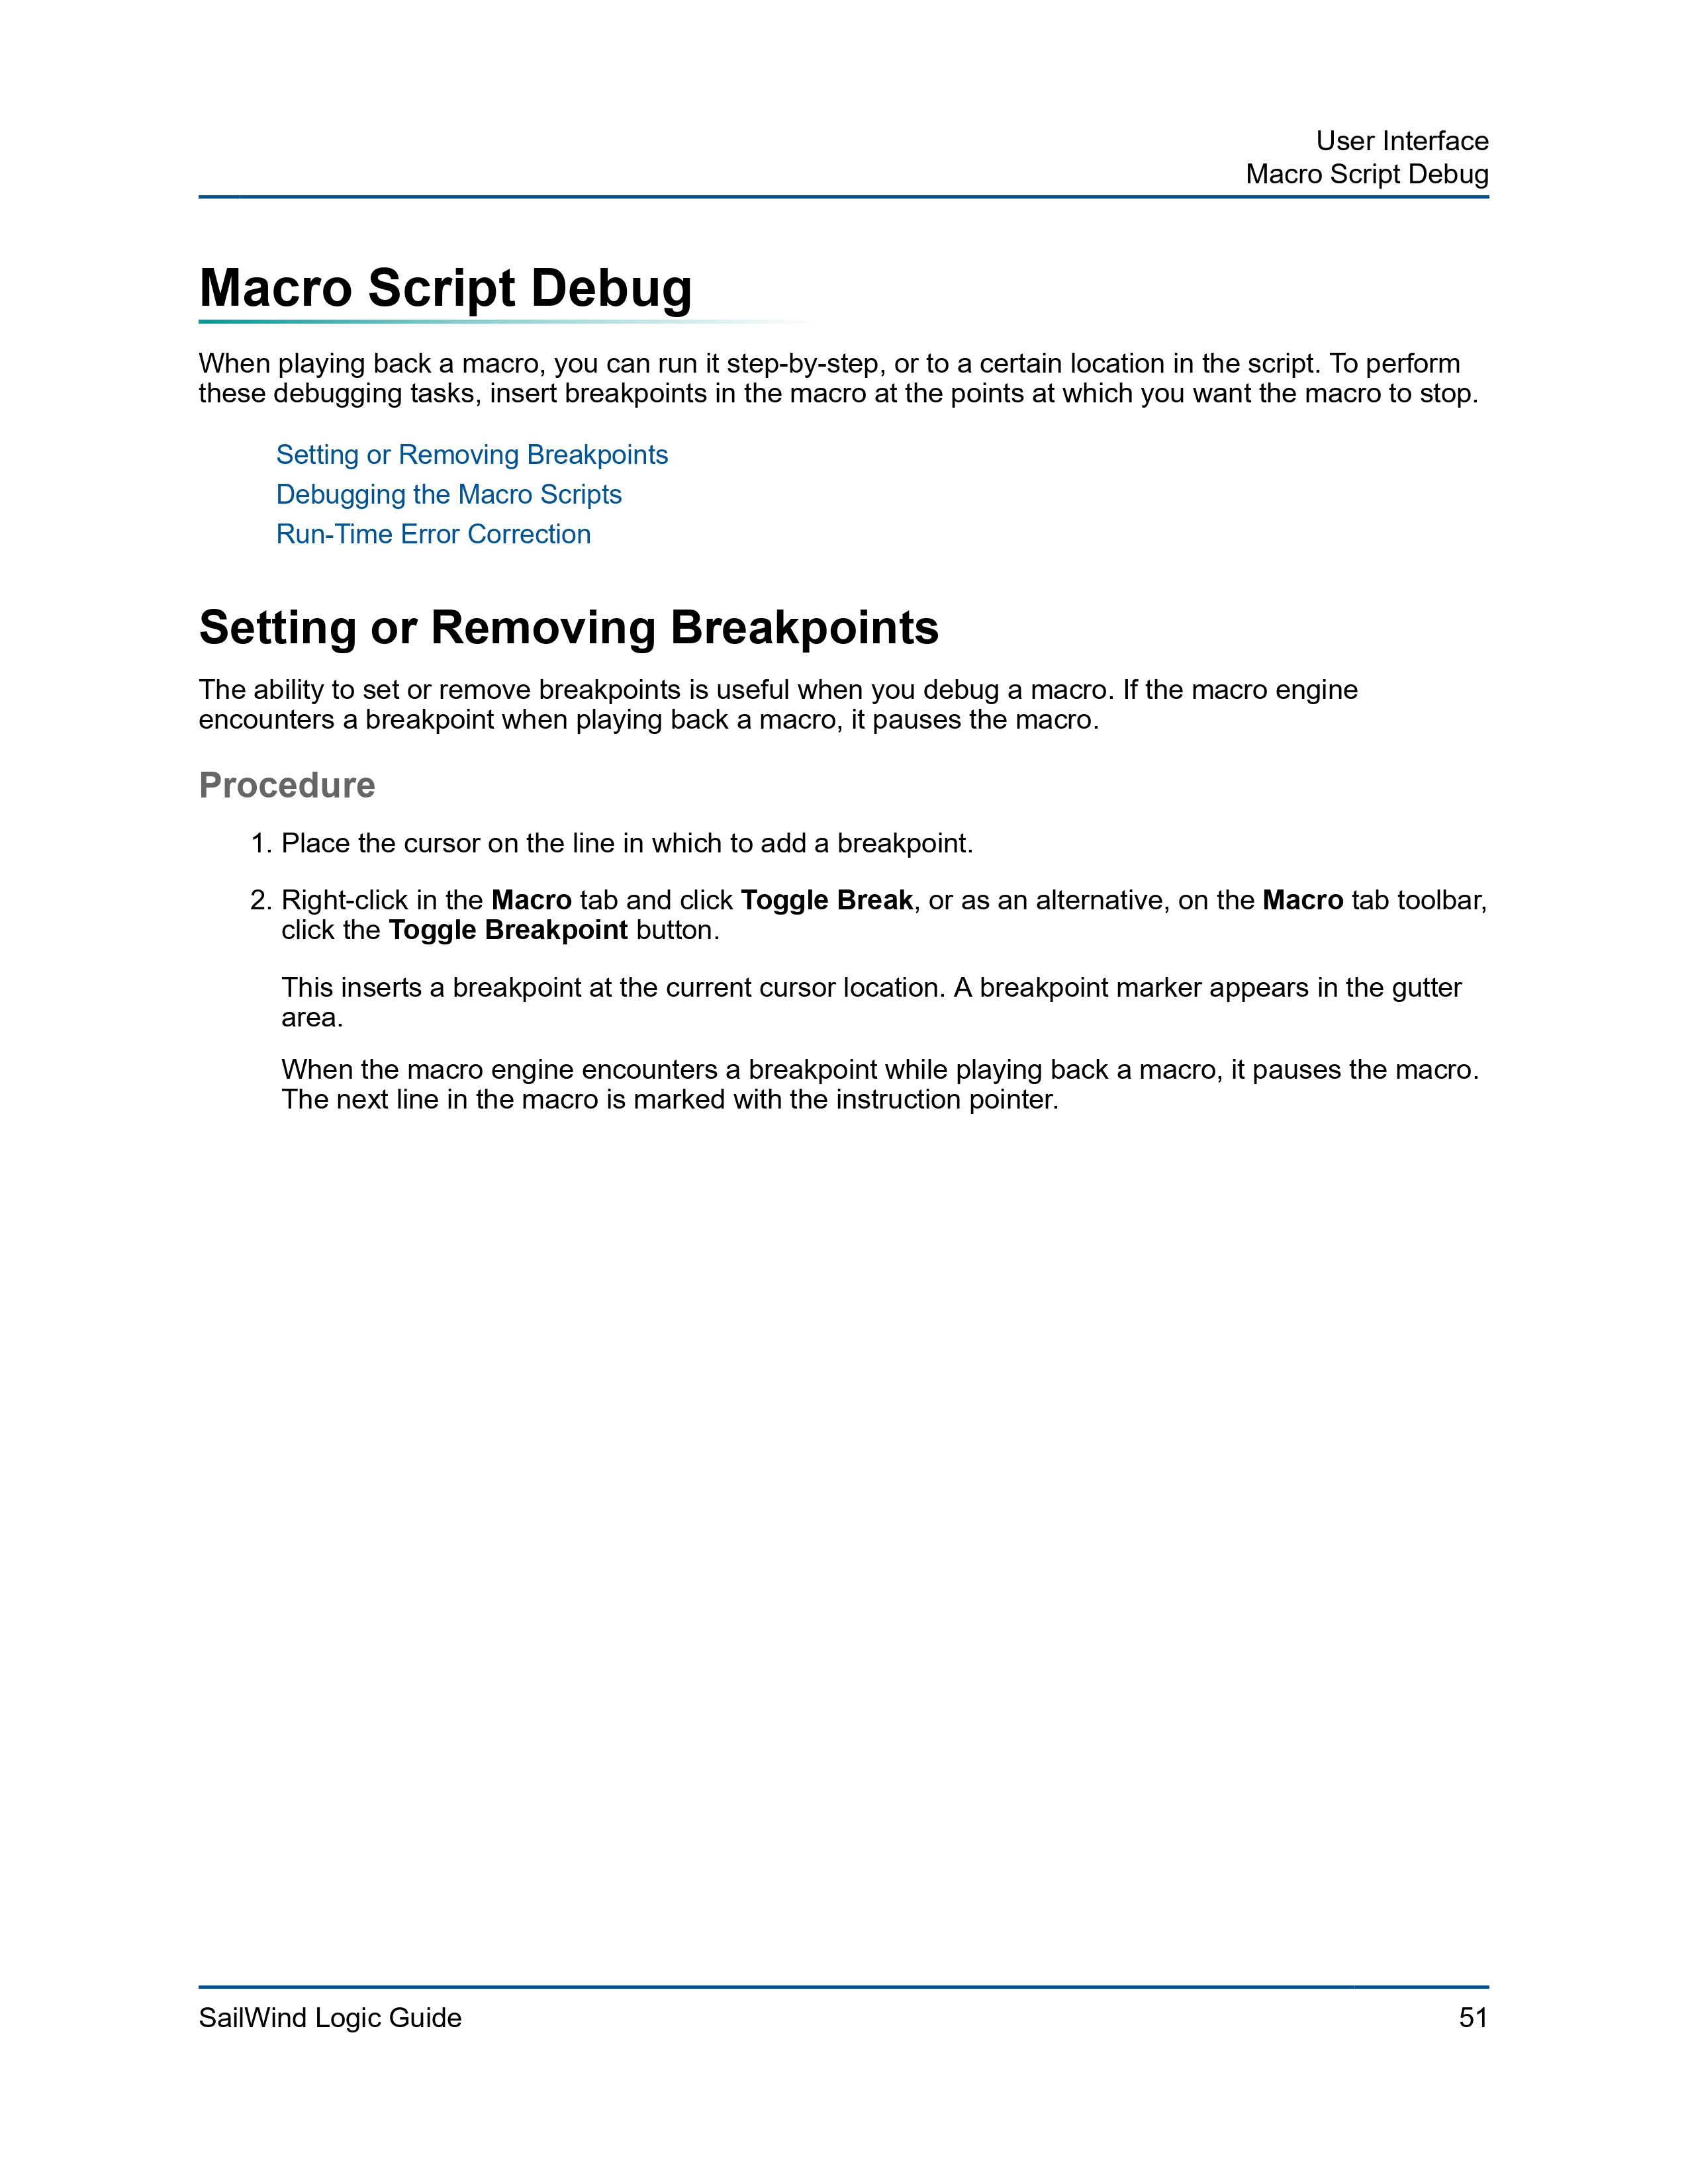 User Interface
Macro Script Debug
Macro Script Debug
When playing back a macro, you can run it step-by-step, or to a certain location in the script. To perform
these debugging tasks, insert breakpoints in the macro at the points at which you want the macro to stop.
Setting or Removing Breakpoints
Debugging the Macro Scripts
Run-Time Error Correction
Setting or Removing Breakpoints
The ability to set or remove breakpoints is useful when you debug a macro. If the macro engine
encounters a breakpoint when playing back a macro, it pauses the macro.
Procedure
1. Place the cursor on the line in which to add a breakpoint.
2. Right-click in the Macro tab and click Toggle Break, or as an alternative, on the Macro tab toolbar,
click the Toggle Breakpoint button.
This inserts a breakpoint at the current cursor location. A breakpoint marker appears in the gutter
area.
When the macro engine encounters a breakpoint while playing back a macro, it pauses the macro.
The next line in the macro is marked with the instruction pointer.
SailWind Logic Guide
51